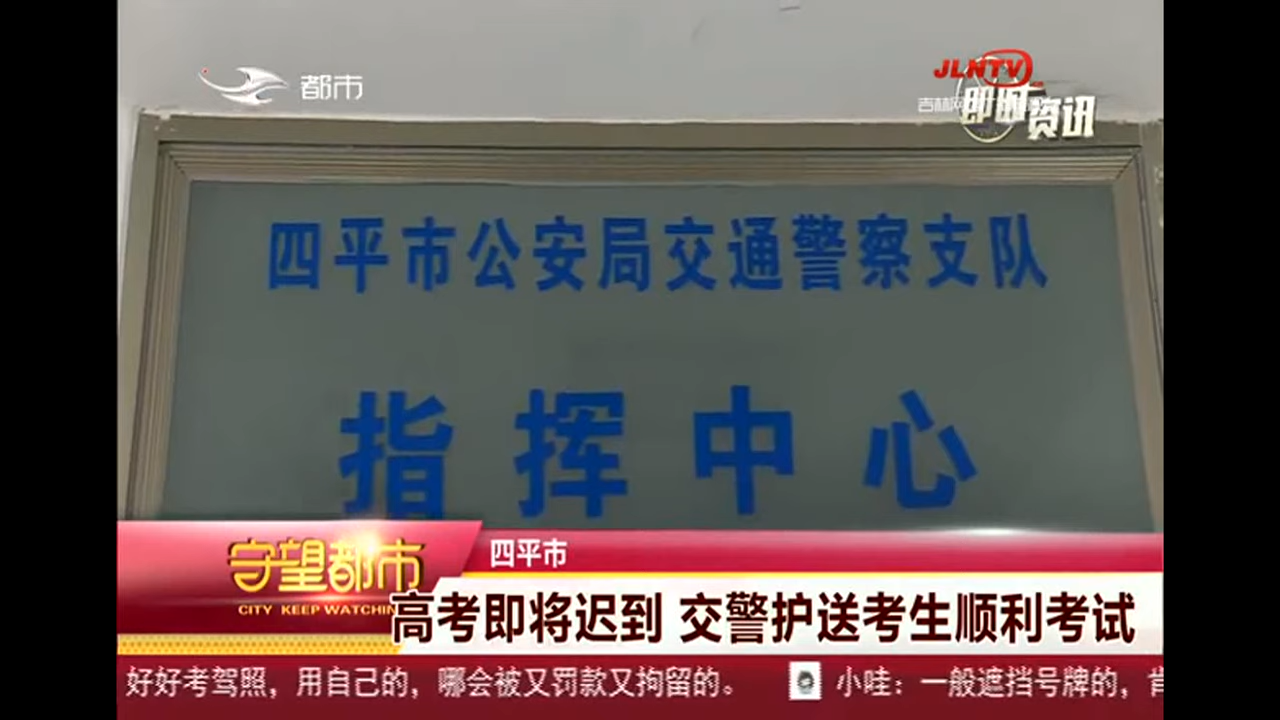 都市
JLNTV
吉林网
即时
资讯
四平市公安局交通警察支队
指挥中心
守望都市
CITY KEEP WATCHIN
四平市
高考即将迟到 交警护送考生顺利考试
好好考驾照，用自己的，哪会被又罚款又拘留的。
小哇：一般遮挡号牌的，肯